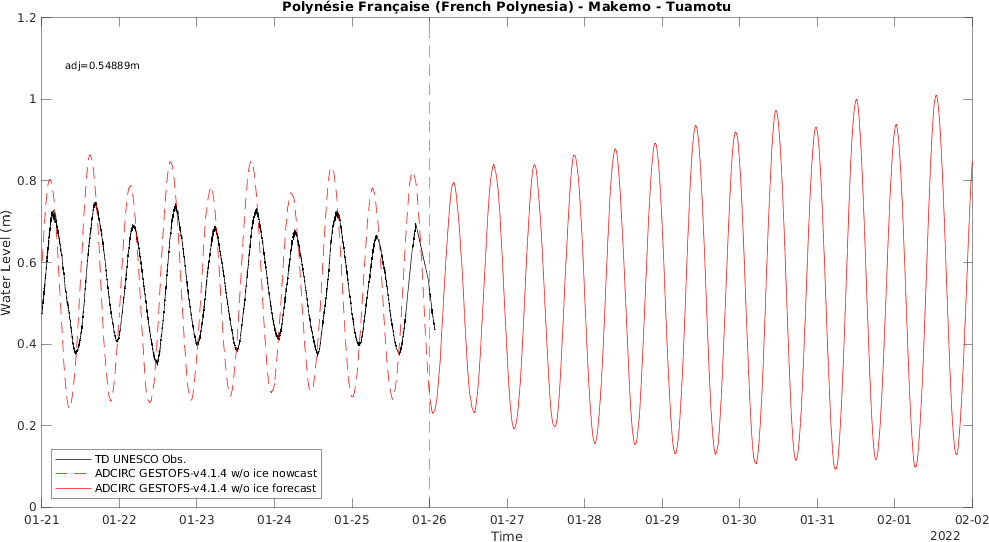 Polynésie Française (French Polynesia) - Makemo - Tuamotu
adj=0.54889m
Water Level (m)
1.2
1
0.8
0.6
0.4
0.2
0
TD UNESCO Obs.
ADCIRC GESTOFS-v4.1.4 w/o ice nowcast
ADCIRC GESTOFS-v4.1.4 w/o ice forecast
01-21 01-22 01-23 01-24 01-25 01-26 01-27 01-28 01-29 01-30 01-31 02-01 02-02
Time
2022